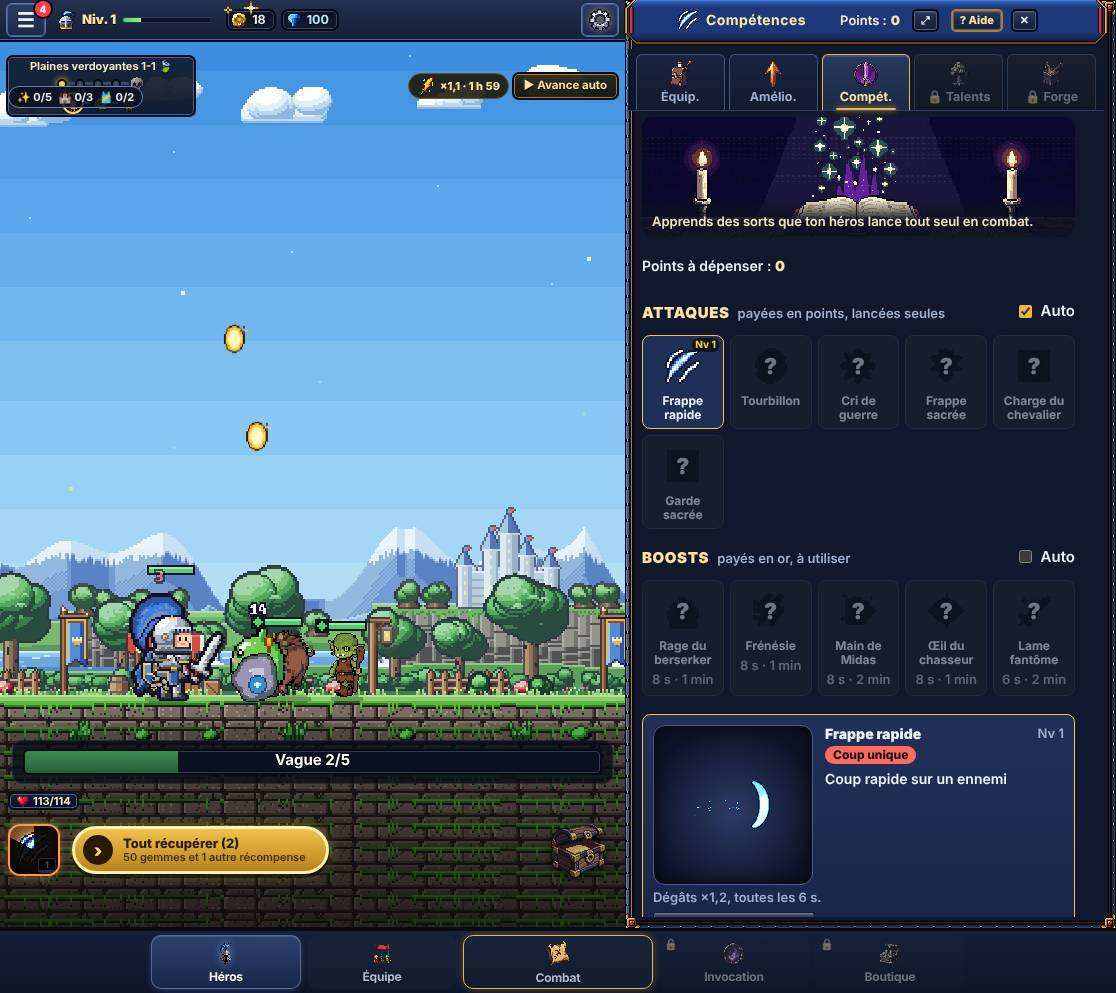 4
Niv. 1
18
100
Compétences
Points : 0
? Aide
Plaines verdoyantes 1-1
0/5
0/3
0/2
×1,1 · 1 h 59
Avance auto
Équip.
Amélio.
Compét.
Talents
Forge
Apprends des sorts que ton héros lance tout seul en combat.
Points à dépenser : 0
ATTAQUES payées en points, lancées seules
Auto
Nv 1
Frappe rapide
?
Tourbillon
?
Cri de guerre
?
Frappe sacrée
?
Charge du chevalier
?
Garde sacrée
BOOSTS payés en or, à utiliser
Auto
?
Rage du berserker
8 s · 1 min
?
Frénésie
8 s · 1 min
?
Main de Midas
8 s · 2 min
?
Œil du chasseur
8 s · 1 min
?
Lame fantôme
6 s · 2 min
Frappe rapide
Nv 1
Coup unique
Coup rapide sur un ennemi
Dégâts ×1,2, toutes les 6 s.
3
14
Vague 2/5
113/114
1
Tout récupérer (2)
50 gemmes et 1 autre récompense
Héros
Équipe
Combat
Invocation
Boutique